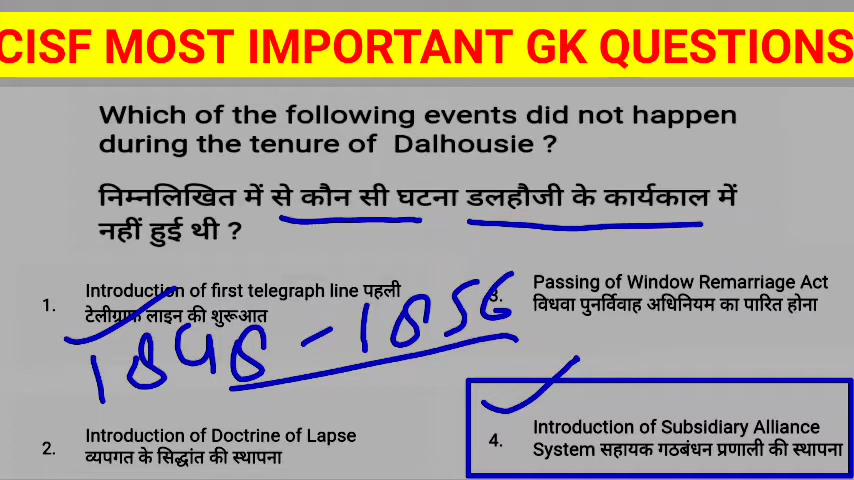 CISF MOST IMPORTANT GK QUESTIONS
Which of the following events did not happen
during the tenure of Dalhousie ?
निम्नलिखित में से कौन सी घटना डलहौजी के कार्यकाल में
नहीं हुई थी ?
1. Introduction of first telegraph line पहली
टेलीग्राफ लाइन की शुरूआत
1848 - 1856
2. Introduction of Doctrine of Lapse
व्यपगत के सिद्धांत की स्थापना
3. Passing of Window Remarriage Act
विधवा पुनर्विवाह अधिनियम का पारित होना
4. Introduction of Subsidiary Alliance
System सहायक गठबंधन प्रणाली की स्थापना